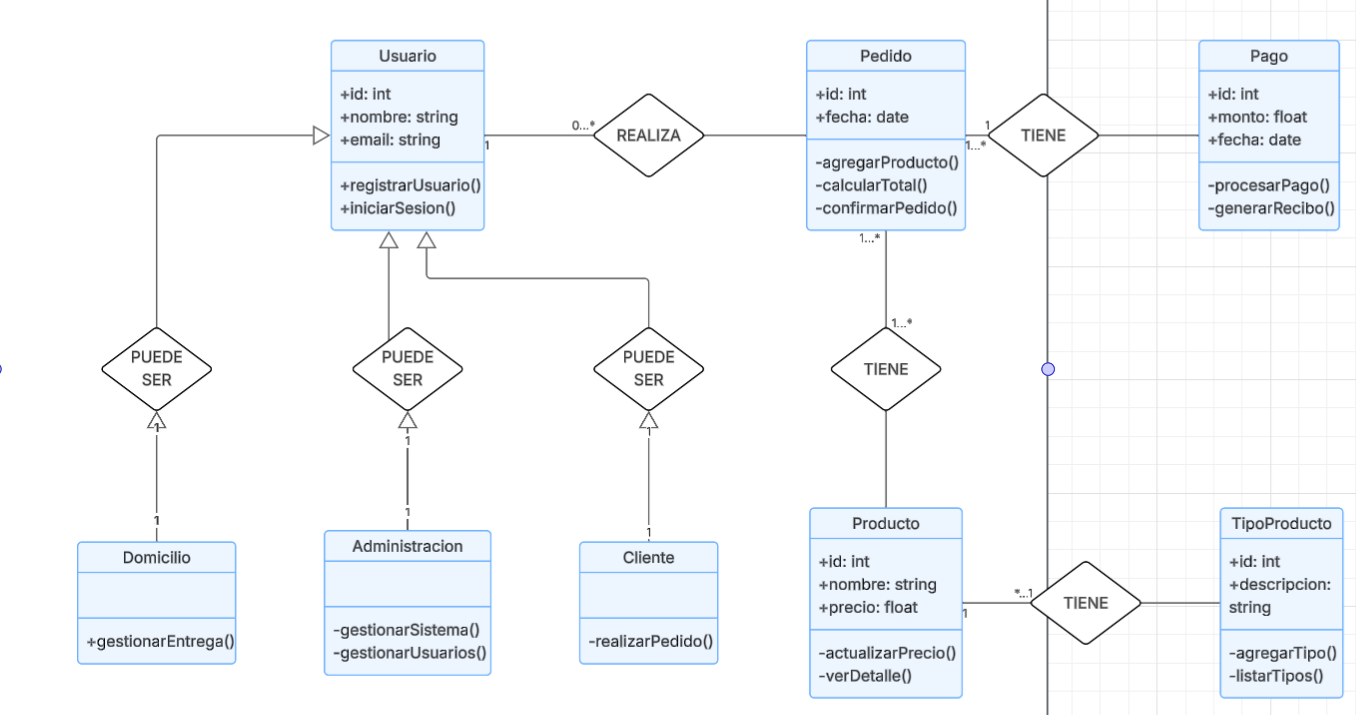 Usuario
+id: int
+nombre: string
+email: string
+registrarUsuario()
+iniciarSesion()
1
0...*
REALIZA
Pedido
+id: int
+fecha: date
-agregarProducto()
-calcularTotal()
-confirmarPedido()
1
1...*
TIENE
Pago
+id: int
+monto: float
+fecha: date
-procesarPago()
-generarRecibo()
1...*
1...*
TIENE
PUEDE
SER
1
1
PUEDE
SER
1
1
PUEDE
SER
1
1
Domicilio
+gestionarEntrega()
Administracion
-gestionarSistema()
-gestionarUsuarios()
Cliente
-realizarPedido()
Producto
+id: int
+nombre: string
+precio: float
-actualizarPrecio()
-verDetalle()
1
*...1
TIENE
TipoProducto
+id: int
+descripcion:
string
-agregarTipo()
-listarTipos()